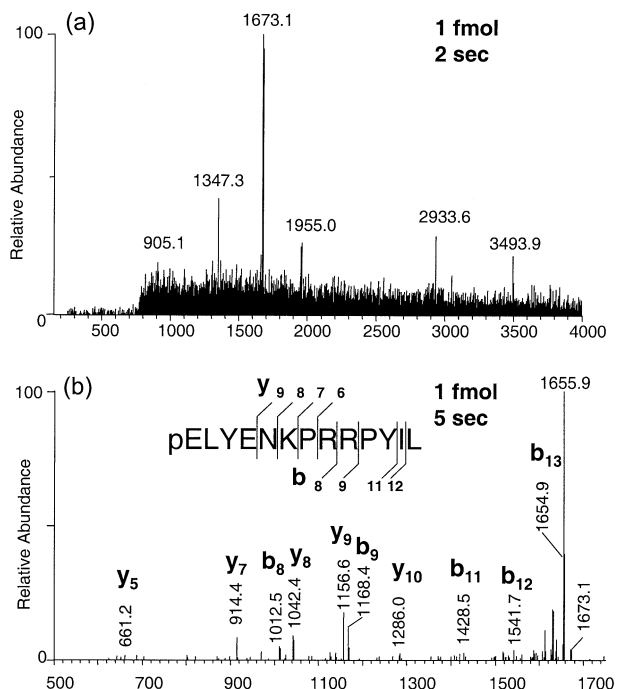 (a)
1673.1
1 fmol
2 sec
100
Relative Abundance
1347.3
1955.0
905.1
2933.6
3493.9
0
500 1000 1500 2000 2500 3000 3500 4000
(b)
1655.9
1 fmol
5 sec
100
y 9 8 7 6
pELYENKPRRPYIL
b 8 9 11 12
b13
1654.9
Relative Abundance
y5 y7 b8 y8 y9 b9 y10 b11 b12
661.2 914.4 1012.5 1042.4 1156.6 1168.4 1286.0 1428.5 1541.7 1673.1
0
500 700 900 1100 1300 1500 1700